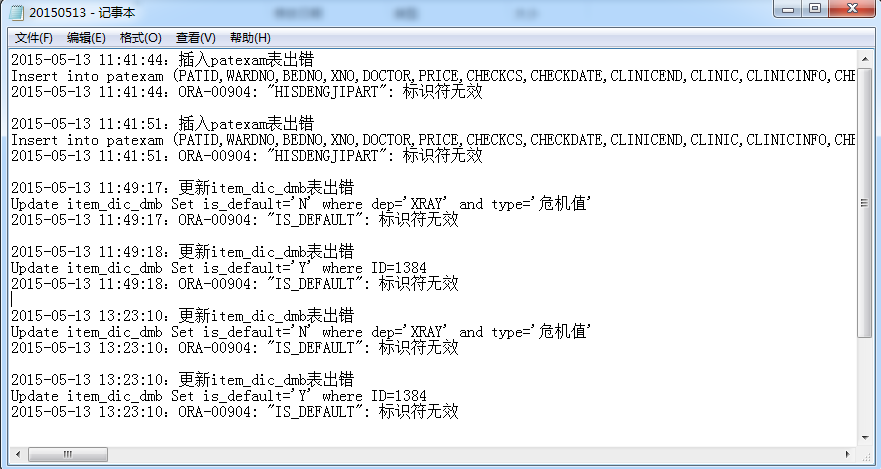 20150513 - 记事本
文件(F) 编辑(E) 格式(O) 查看(V) 帮助(H)
2015-05-13 11:41:44: 插入patexam表出错
Insert into patexam (PATID,WARDNO,BEDNO,XNO,DOCTOR,PRICE,CHECKCS,CHECKDATE,CLINICEND,CLINIC,CLINICINFO,CHE
2015-05-13 11:41:44: ORA-00904: "HISDENGJIPART": 标识符无效
2015-05-13 11:41:51: 插入patexam表出错
Insert into patexam (PATID,WARDNO,BEDNO,XNO,DOCTOR,PRICE,CHECKCS,CHECKDATE,CLINICEND,CLINIC,CLINICINFO,CHE
2015-05-13 11:41:51: ORA-00904: "HISDENGJIPART": 标识符无效
2015-05-13 11:49:17: 更新item_dic_dmb表出错
Update item_dic_dmb Set is_default='N' where dep='XRAY' and type='危机值'
2015-05-13 11:49:17: ORA-00904: "IS_DEFAULT": 标识符无效
2015-05-13 11:49:18: 更新item_dic_dmb表出错
Update item_dic_dmb Set is_default='Y' where ID=1384
2015-05-13 11:49:18: ORA-00904: "IS_DEFAULT": 标识符无效
2015-05-13 13:23:10: 更新item_dic_dmb表出错
Update item_dic_dmb Set is_default='N' where dep='XRAY' and type='危机值'
2015-05-13 13:23:10: ORA-00904: "IS_DEFAULT": 标识符无效
2015-05-13 13:23:10: 更新item_dic_dmb表出错
Update item_dic_dmb Set is_default='Y' where ID=1384
2015-05-13 13:23:10: ORA-00904: "IS_DEFAULT": 标识符无效